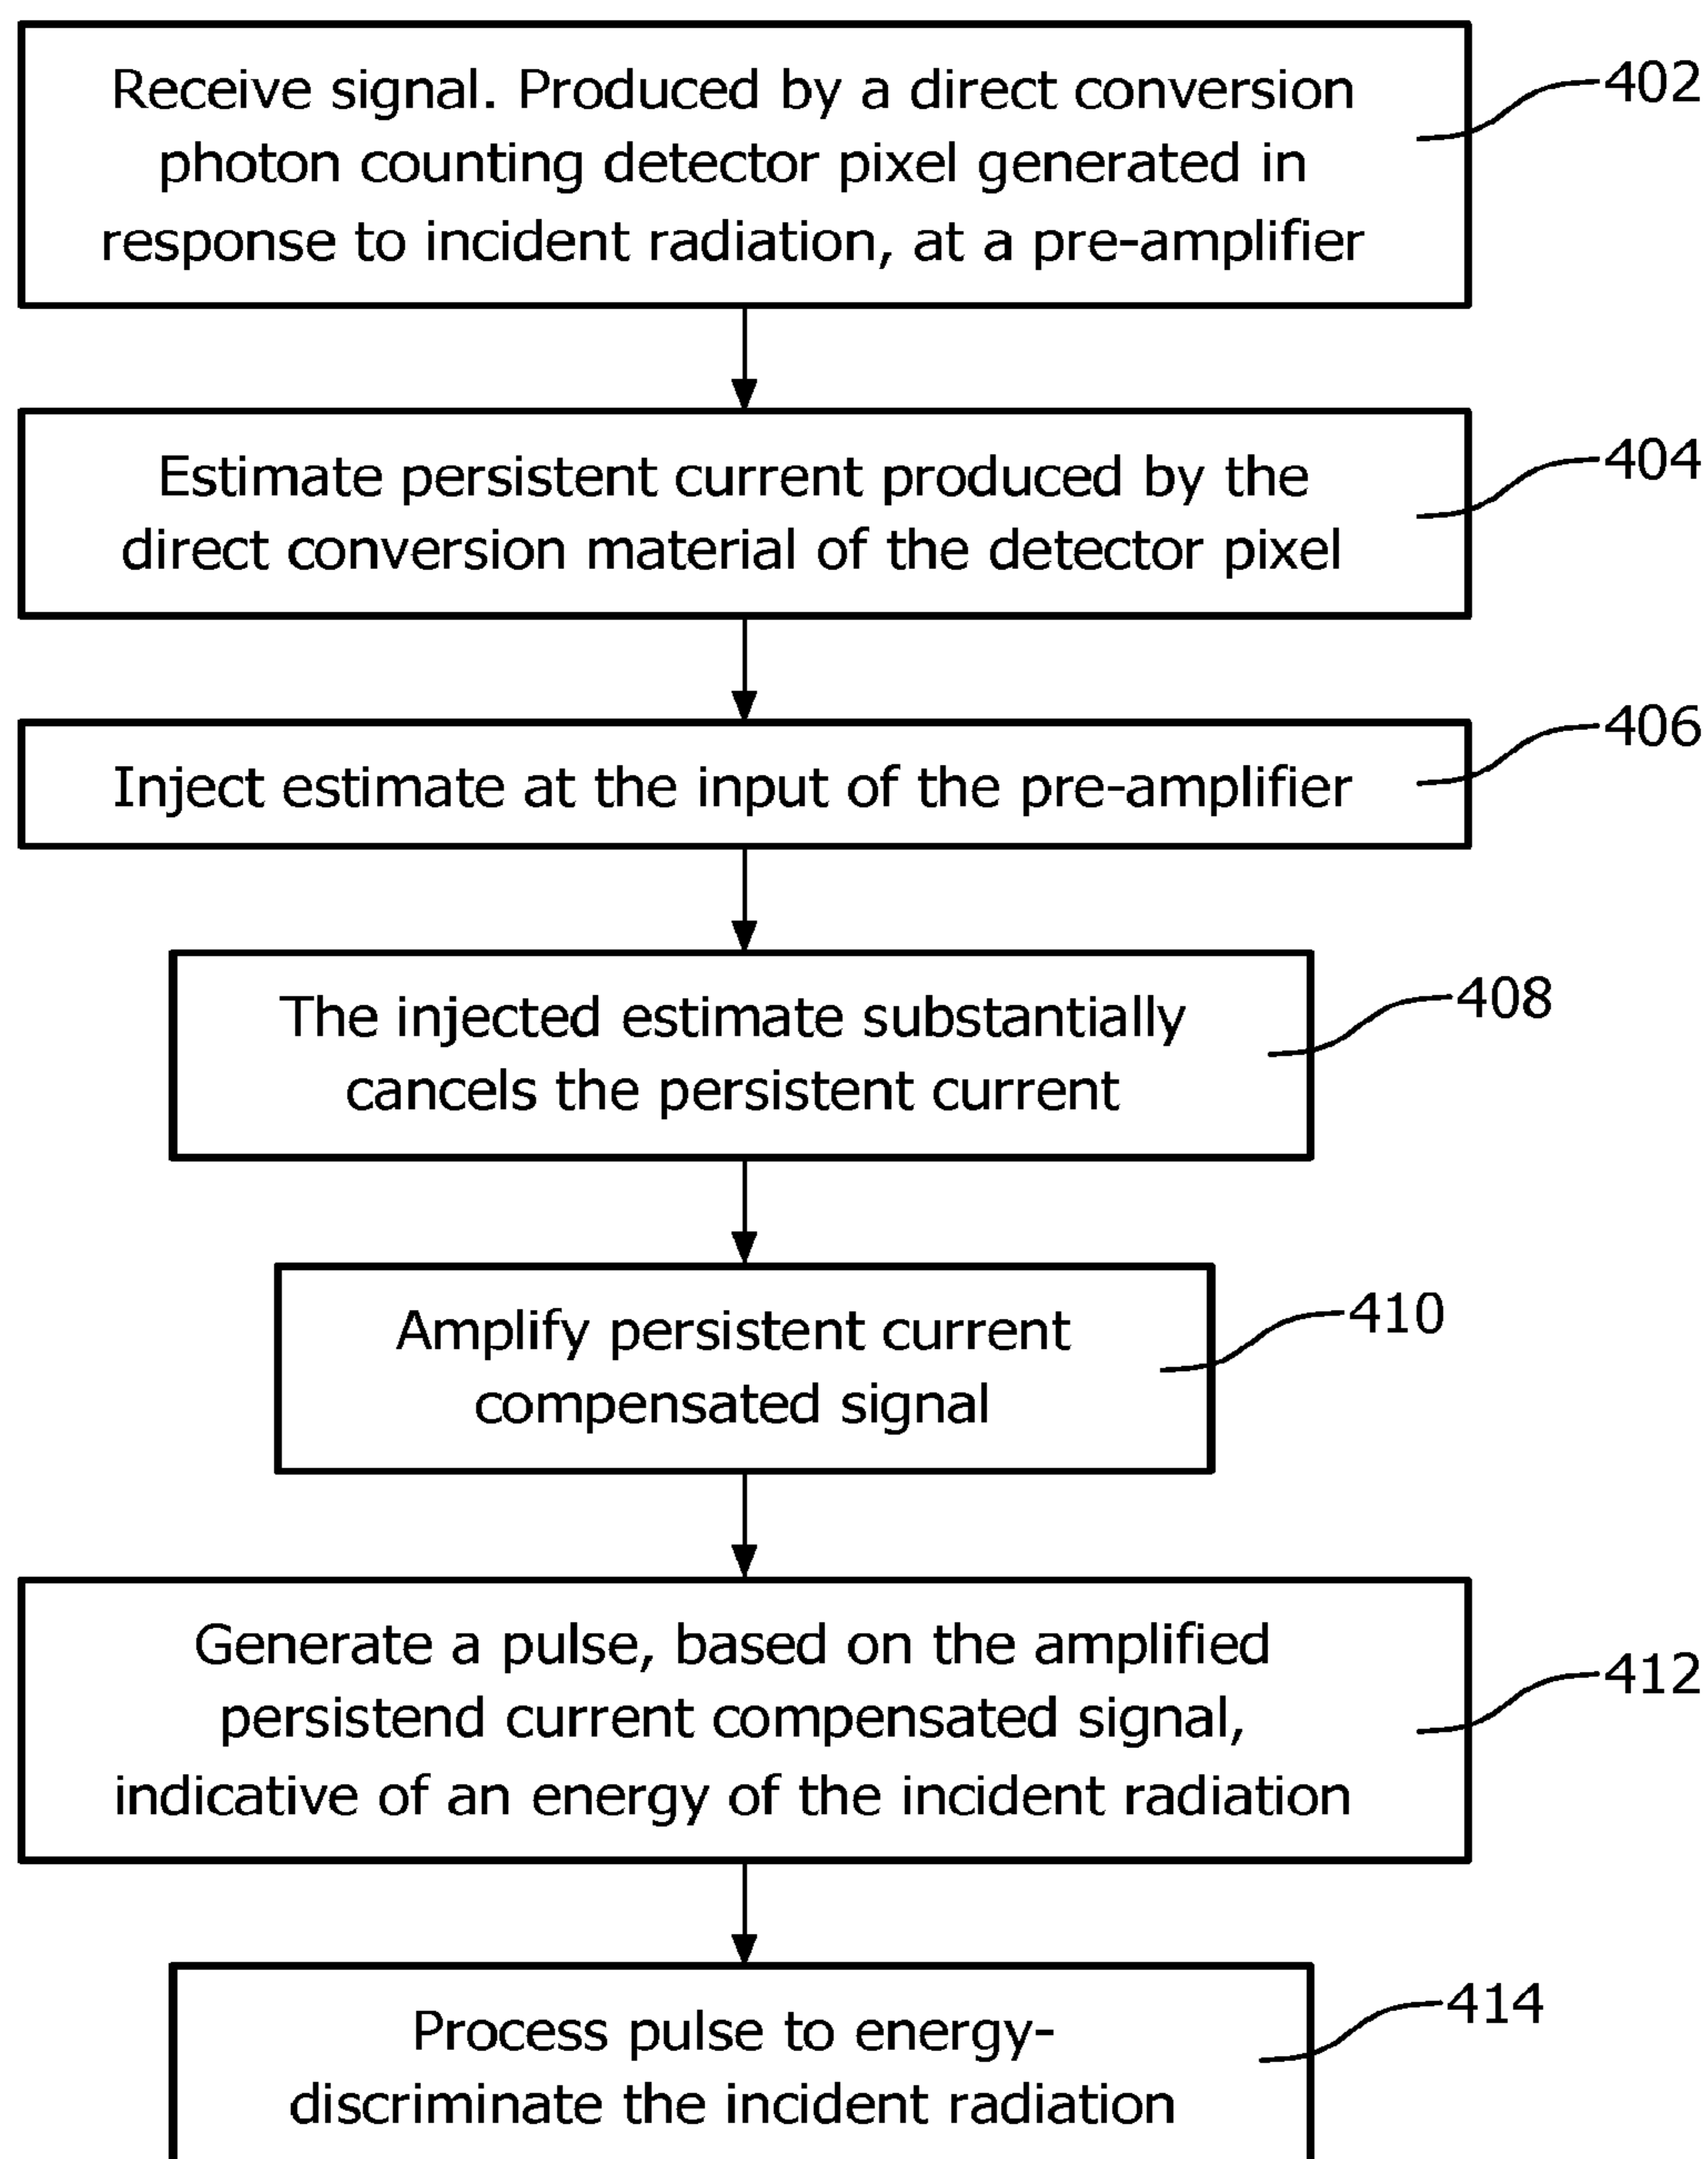 Receive signal. Produced by a direct conversion
photon counting detector pixel generated in
response to incident radiation, at a pre-amplifier
402
Estimate persistent current produced by the
direct conversion material of the detector pixel
404
Inject estimate at the input of the pre-amplifier
406
The injected estimate substantially
cancels the persistent current
408
Amplify persistent current
compensated signal
410
Generate a pulse, based on the amplified
persistend current compensated signal,
indicative of an energy of the incident radiation
412
Process pulse to energy-
discriminate the incident radiation
414